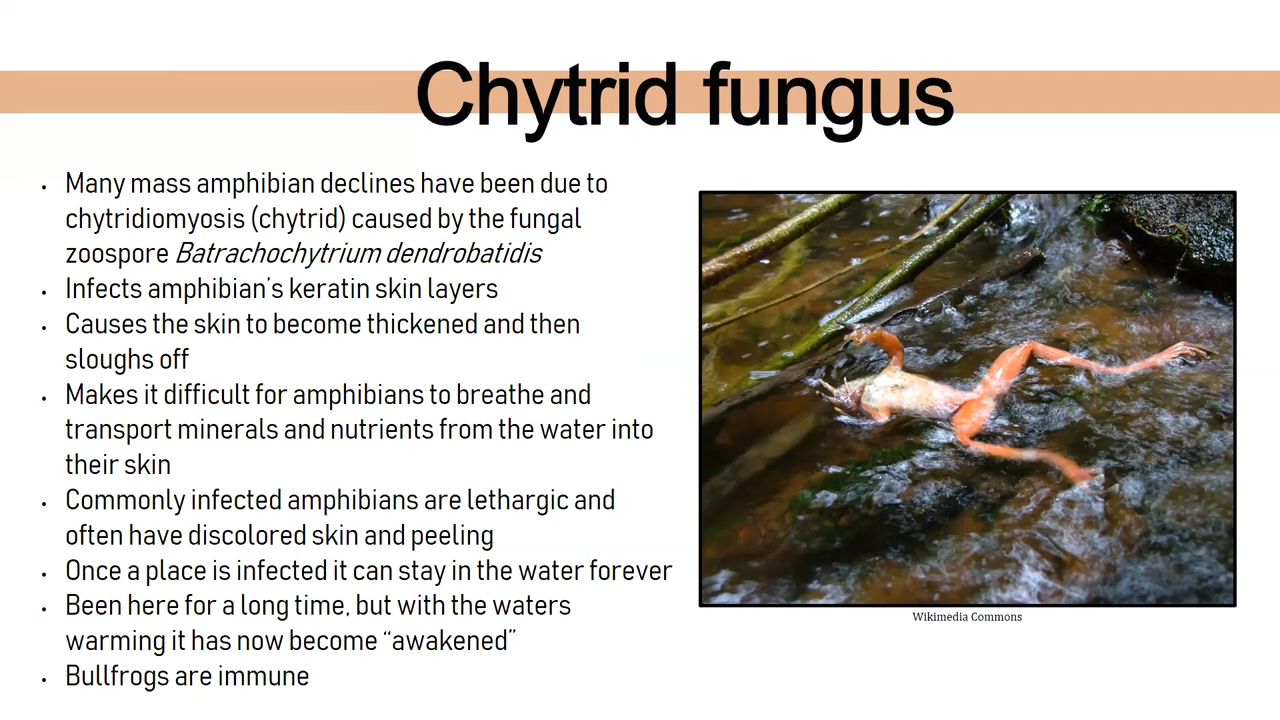 Chytrid fungus
• Many mass amphibian declines have been due to
chytridiomyosis (chytrid) caused by the fungal
zoospore Batrachochytrium dendrobatidis
• Infects amphibian's keratin skin layers
• Causes the skin to become thickened and then
sloughs off
• Makes it difficult for amphibians to breathe and
transport minerals and nutrients from the water into
their skin
• Commonly infected amphibians are lethargic and
often have discolored skin and peeling
• Once a place is infected it can stay in the water forever
• Been here for a long time, but with the waters
warming it has now become “awakened”
• Bullfrogs are immune
Wikimedia Commons